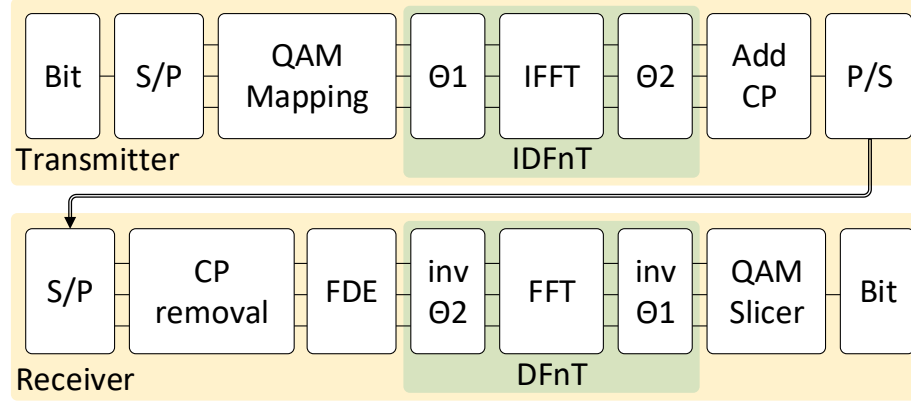 Bit
S/P
QAM
Mapping
Θ1
IFFT
Θ2
Add
CP
P/S
Transmitter
IDFnT
S/P
CP
removal
FDE
inv
Θ2
FFT
inv
Θ1
QAM
Slicer
Bit
Receiver
DFnT